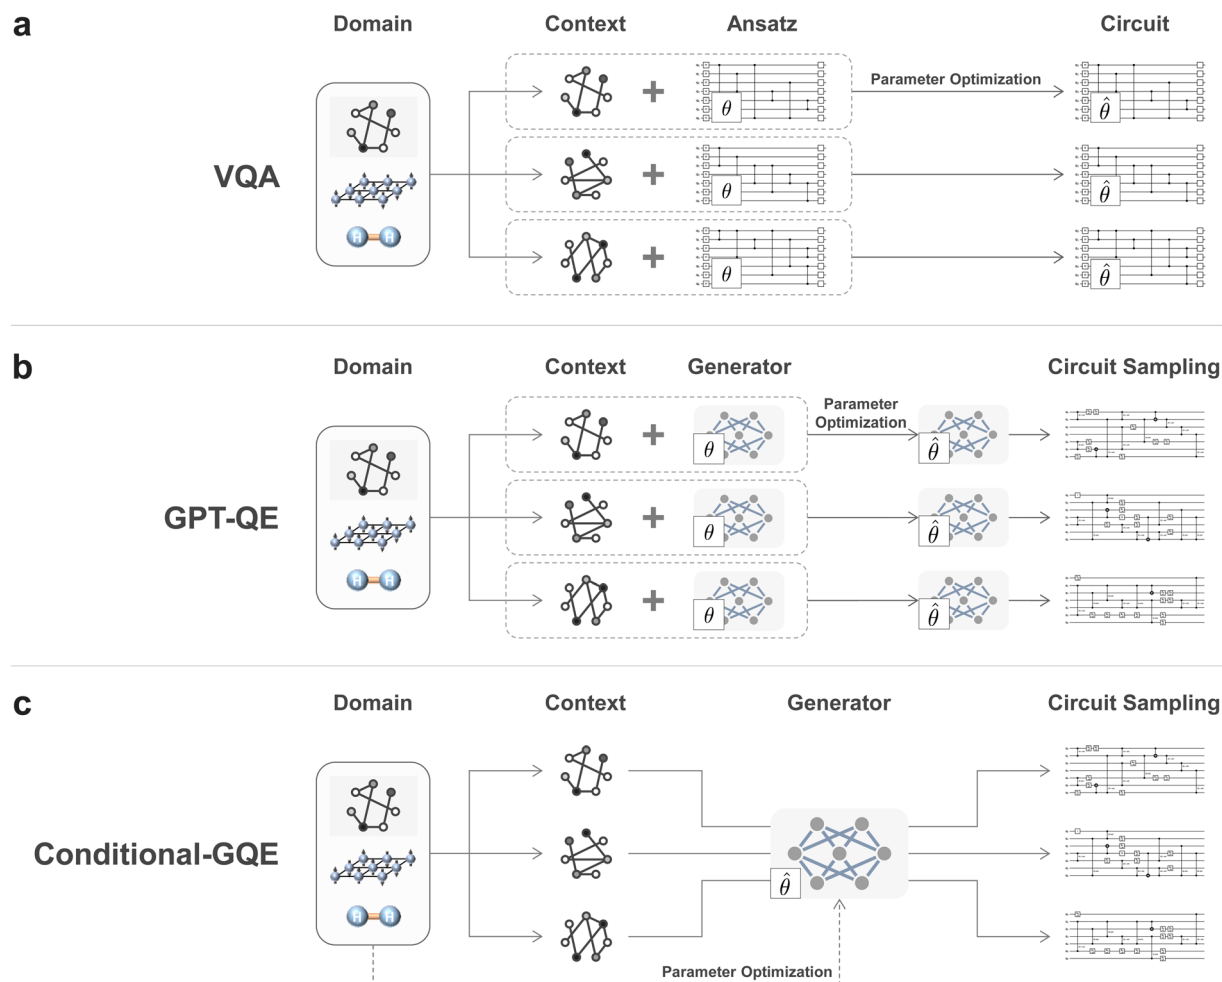 a
Domain
Context
Ansatz
Circuit
VQA
Parameter Optimization
+
θ
θ̂
+
θ
θ̂
+
θ
θ̂
H H
b
Domain
Context
Generator
Circuit Sampling
GPT-QE
Parameter
Optimization
+
θ
θ̂
+
θ
θ̂
+
θ
θ̂
H H
c
Domain
Context
Generator
Circuit Sampling
Conditional-GQE
θ̂
H H
Parameter Optimization